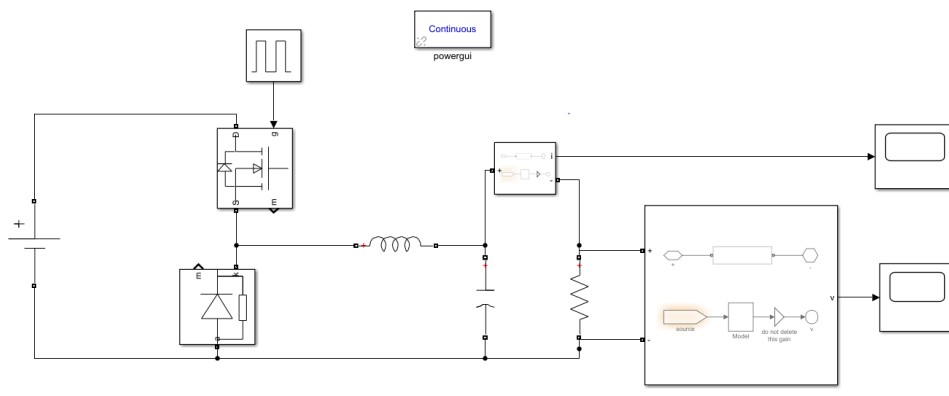 Continuous
powergui
D
g
S
m
i
+
-
+
+
+
+
m
k
a
+
-
+
-
v
source
Model
do not delete
this gain
v